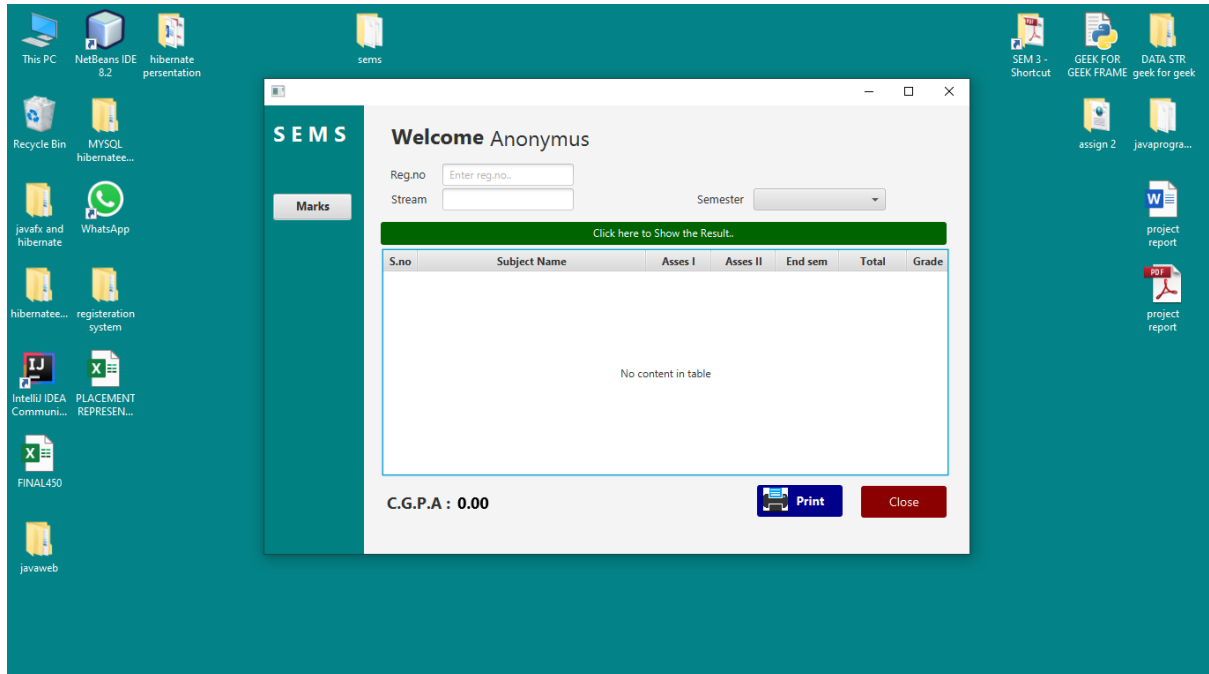 This PC
NetBeans IDE
8.2
hibernate
persentation
sems
SEM 3 -
Shortcut
GEEK FOR
GEEK FRAME
DATA STR
geek for geek
Recycle Bin
MYSQL
hibernatee...
assign 2
javaprogra...
javafx and
hibernate
WhatsApp
project
report
hibernatee...
registeration
system
PDF
project
report
IJ
IntelliJ IDEA
Communi...
PLACEMENT
REPRESEN...
FINAL450
javaweb
SEMS
Marks
Welcome Anonymus
Reg.no Enter reg.no..
Stream Semester
Click here to Show the Result..
S.no Subject Name Asses I Asses II End sem Total Grade
No content in table
C.G.P.A : 0.00 Print Close